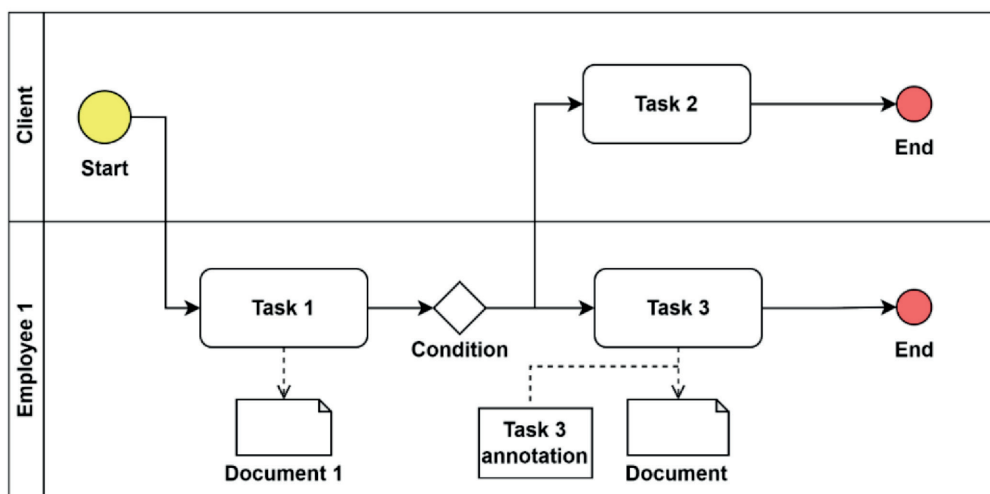 Client
Start
Task 2
End
Employee 1
Task 1
Condition
Task 3
End
Document 1
Task 3
annotation
Document